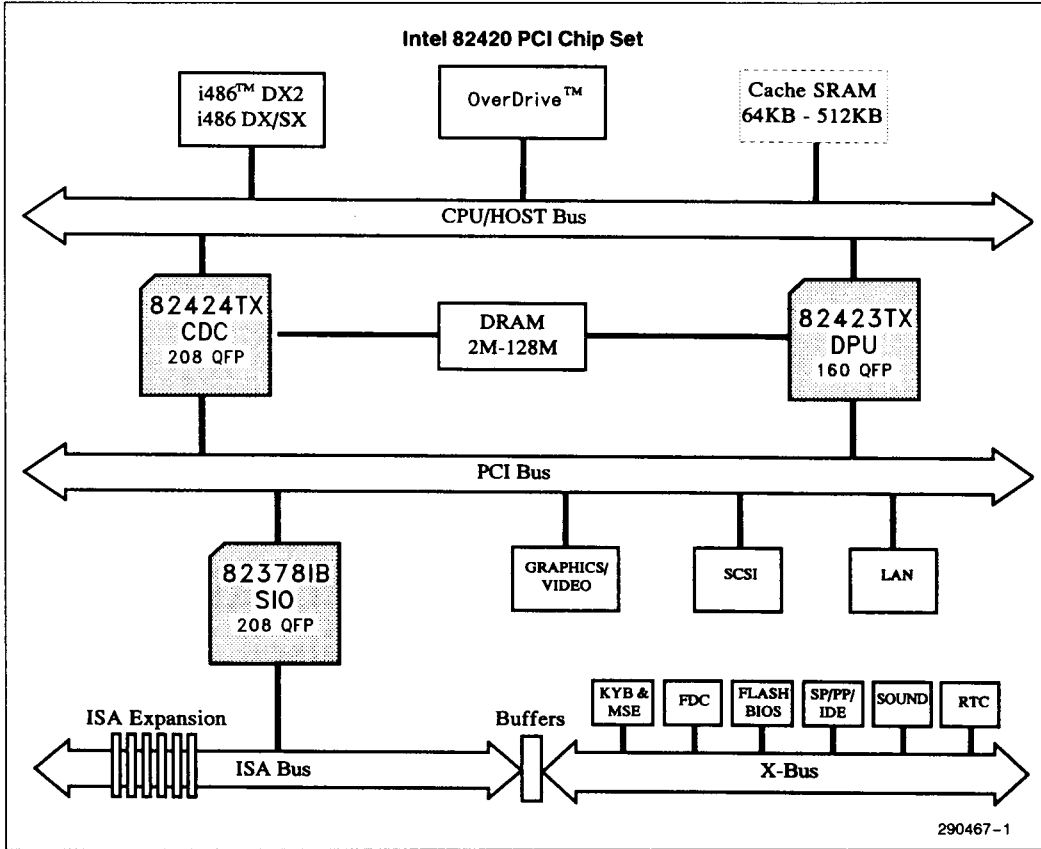 Intel 82420 PCI Chip Set
i486™ DX2
i486 DX/SX
OverDrive™
Cache SRAM
64KB - 512KB
CPU/HOST Bus
82424TX
CDC
208 QFP
DRAM
2M-128M
82423TX
DPU
160 QFP
PCI Bus
82378IB
SIO
208 QFP
GRAPHICS/
VIDEO
SCSI
LAN
ISA Expansion
Buffers
KYB &
MSE
FDC
FLASH
BIOS
SP/PP/
IDE
SOUND
RTC
ISA Bus
X-Bus
290467-1